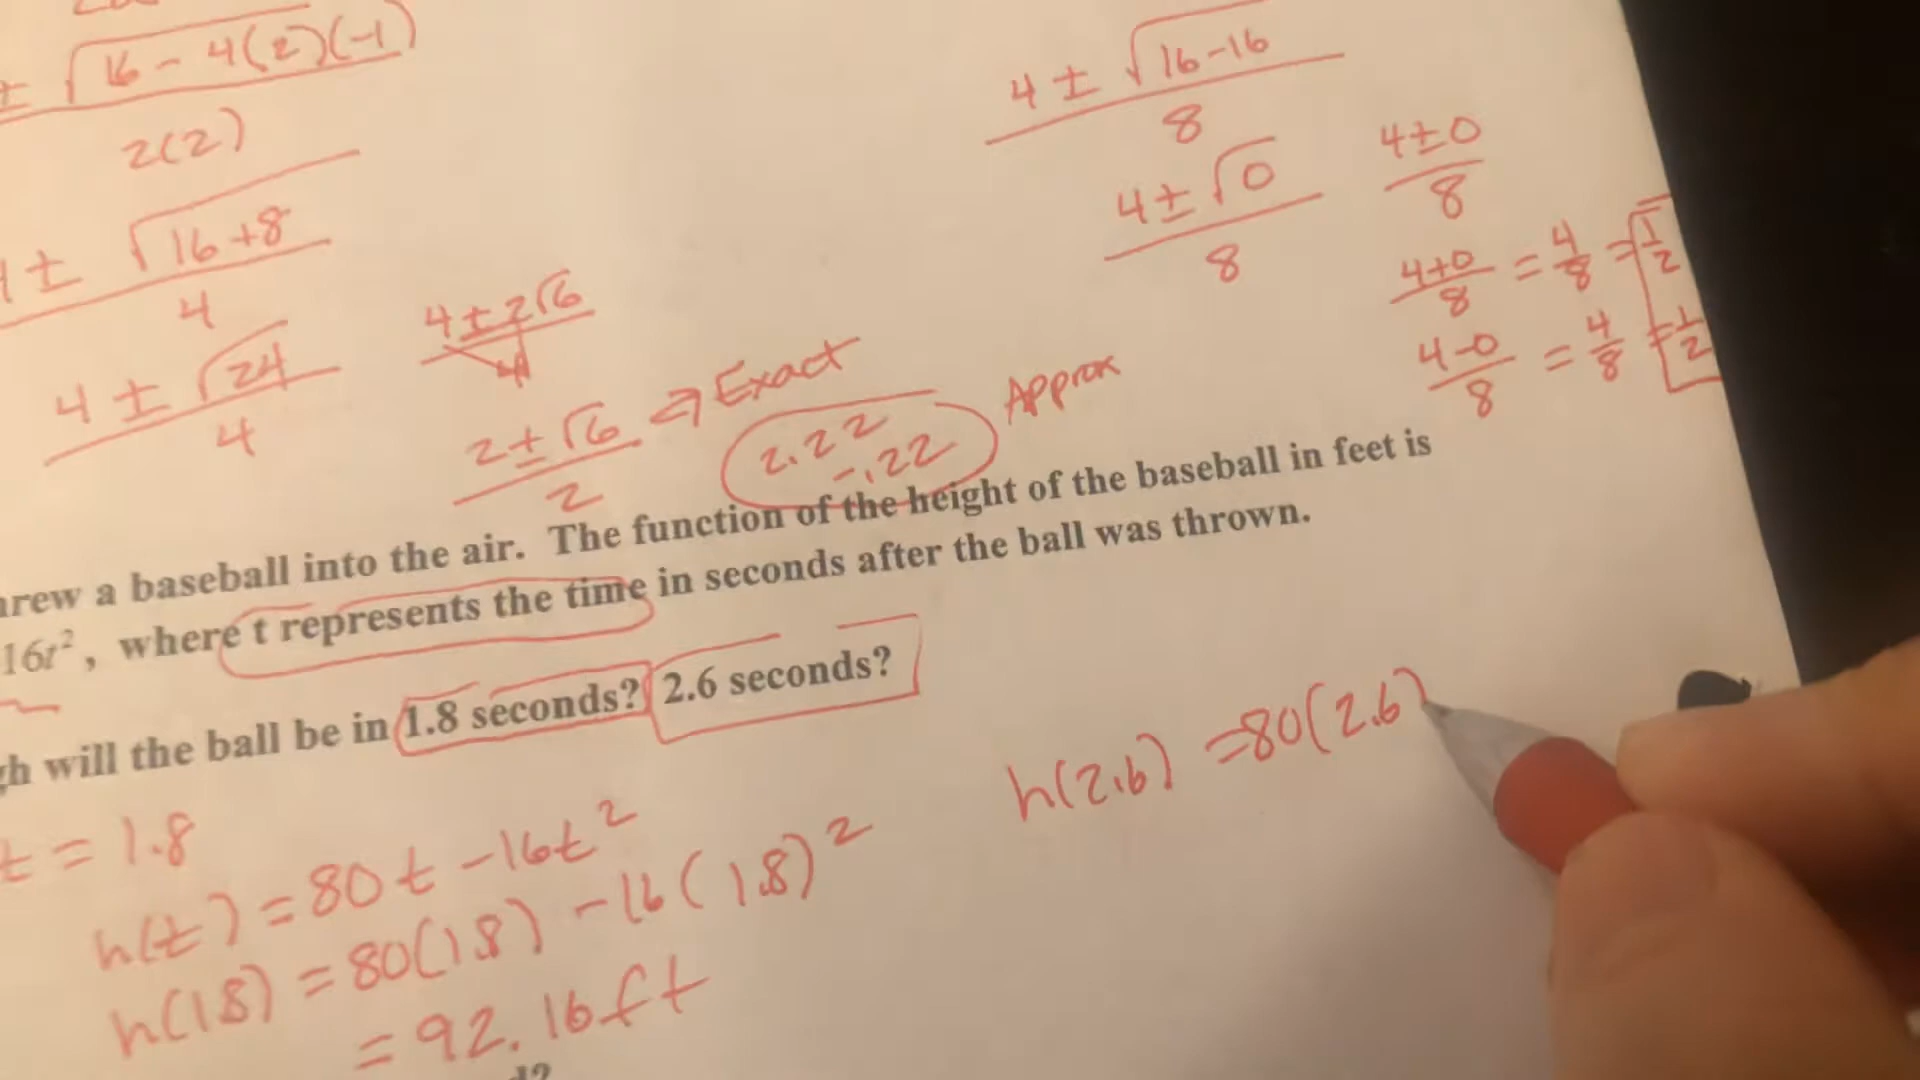 ± √16 - 4(2)(-1)
2(2)
± √16+8
4
4 ± √24
4
4 ± 2√6
4
2 ± √6 => Exact
2
2.22
-.22
Approx
4 ± √16-16
8
4 ± √0
8
4±0
8
4+0/8 = 4/8 = 1/2
4-0/8 = 4/8 = 1/2
a baseball into the air. The function of the height of the baseball in feet is
16t², where t represents the time in seconds after the ball was thrown.
will the ball be in 1.8 seconds? 2.6 seconds?
t = 1.8
h(t) = 80t - 16t²
h(1.8) = 80(1.8) - 16(1.8)²
= 92.16 ft
h(2.6) = 80(2.6)